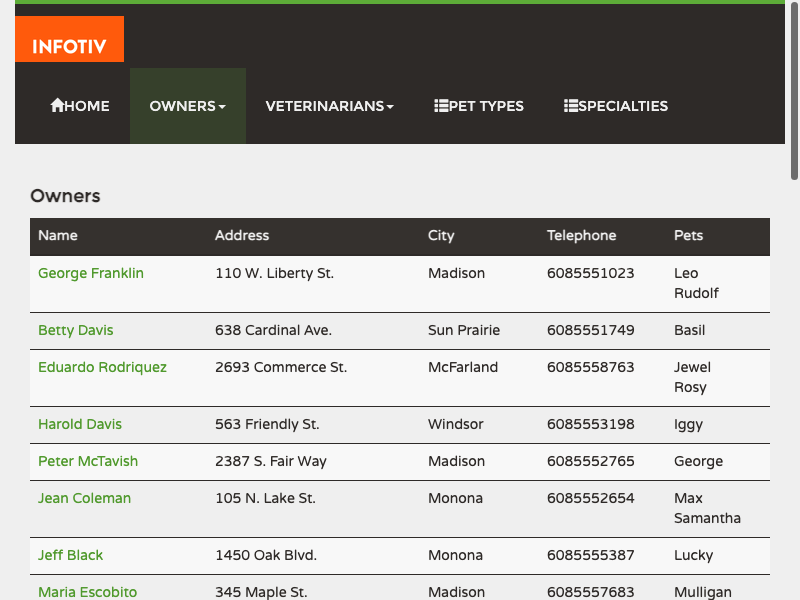 INFOTIV
HOME OWNERS VETERINARIANS PET TYPES SPECIALTIES
Owners
Name Address City Telephone Pets
George Franklin 110 W. Liberty St. Madison 6085551023 Leo
Rudolf
Betty Davis 638 Cardinal Ave. Sun Prairie 6085551749 Basil
Eduardo Rodriquez 2693 Commerce St. McFarland 6085558763 Jewel
Rosy
Harold Davis 563 Friendly St. Windsor 6085553198 Iggy
Peter McTavish 2387 S. Fair Way Madison 6085552765 George
Jean Coleman 105 N. Lake St. Monona 6085552654 Max
Samantha
Jeff Black 1450 Oak Blvd. Monona 6085555387 Lucky
Maria Escobito 345 Maple St. Madison 6085557683 Mulligan